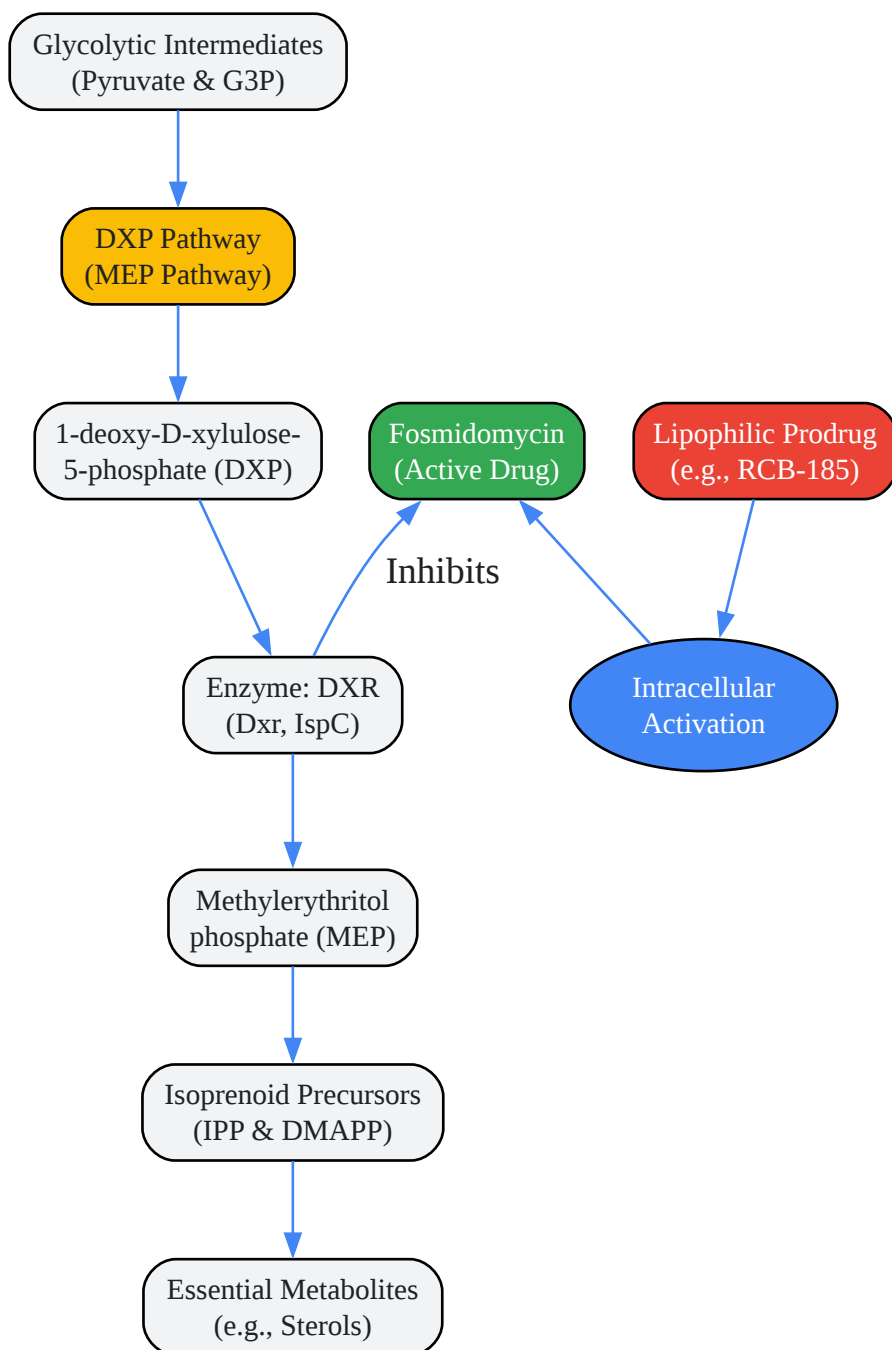 Glycolytic Intermediates
(Pyruvate & G3P)
DXP Pathway
(MEP Pathway)
1-deoxy-D-xylulose-
5-phosphate (DXP)
Fosmidomycin
(Active Drug)
Lipophilic Prodrug
(e.g., RCB-185)
Inhibits
Enzyme: DXR
(Dxr, IspC)
Intracellular
Activation
Methylerythritol
phosphate (MEP)
Isoprenoid Precursors
(IPP & DMAPP)
Essential Metabolites
(e.g., Sterols)